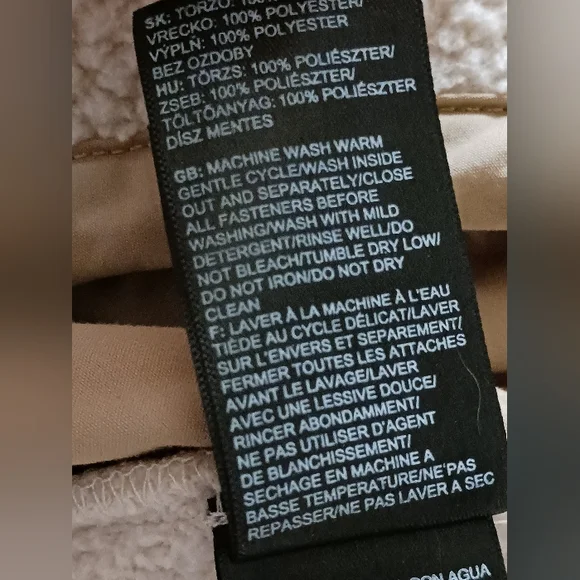 SK: TORZO: 100%
VRECKO: 100% POLYESTER/
VÝPLŇ: 100% POLYESTER
BEZ OZDOBY
HU: TÖRZS: 100% POLIÉSZTER/
ZSEB: 100% POLIÉSZTER/
TÖLTŐANYAG: 100% POLIÉSZTER
DÍSZ MENTES
GB: MACHINE WASH WARM
GENTLE CYCLE/WASH INSIDE
OUT AND SEPARATELY/CLOSE
ALL FASTENERS BEFORE
WASHING/WASH WITH MILD
DETERGENT/RINSE WELL/DO
NOT BLEACH/TUMBLE DRY LOW/
DO NOT IRON/DO NOT DRY
CLEAN
F: LAVER À LA MACHINE À L'EAU
TIÈDE AU CYCLE DÉLICAT/LAVER
SUR L'ENVERS ET SEPAREMENT/
FERMER TOUTES LES ATTACHES
AVANT LE LAVAGE/LAVER
AVEC UNE LESSIVE DOUCE/
RINCER ABONDAMMENT/
NE PAS UTILISER D'AGENT
DE BLANCHISSEMENT/
SECHAGE EN MACHINE A
BASSE TEMPERATURE/NE'PAS
REPASSER/NE PAS LAVER A SEC
CON AGUA